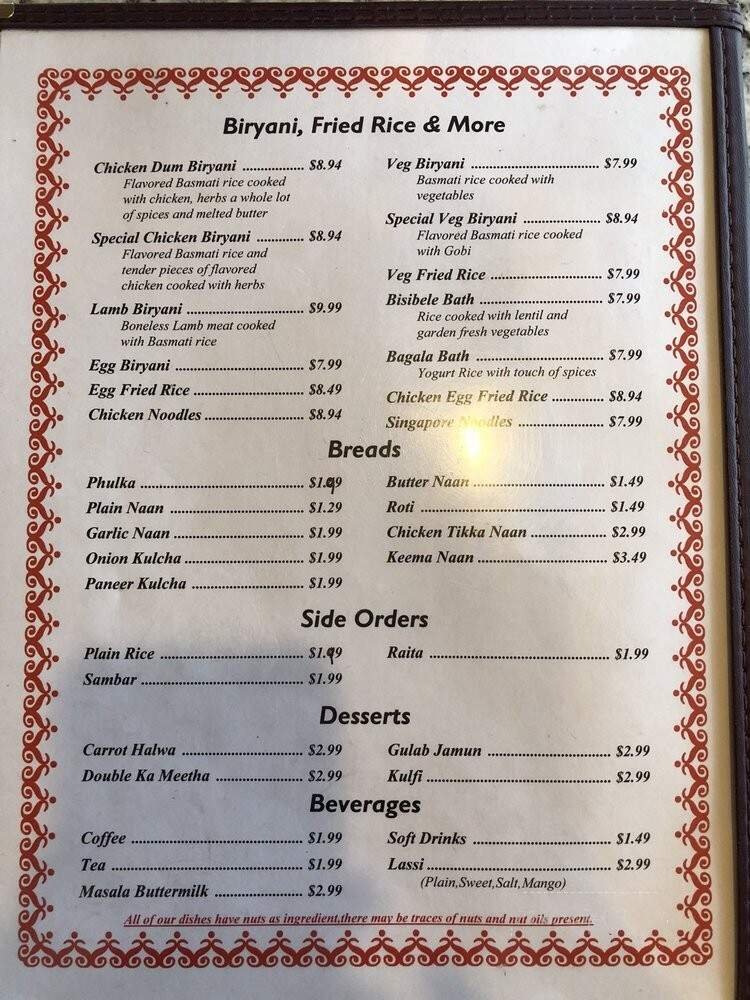 Biryani, Fried Rice & More
Chicken Dum Biryani ................. $8.94
Flavored Basmati rice cooked
with chicken, herbs a whole lot
of spices and melted butter
Special Chicken Biryani ............. $8.94
Flavored Basmati rice and
tender pieces of flavored
chicken cooked with herbs
Lamb Biryani ................................ $9.99
Boneless Lamb meat cooked
with Basmati rice
Egg Biryani ................................... $7.99
Egg Fried Rice .............................. $8.49
Chicken Noodles ........................... $8.94
Veg Biryani ................................... $7.99
Basmati rice cooked with
vegetables
Special Veg Biryani ..................... $8.94
Flavored Basmati rice cooked
with Gobi
Veg Fried Rice .............................. $7.99
Bisibele Bath ................................. $7.99
Rice cooked with lentil and
garden fresh vegetables
Bagala Bath .................................. $7.99
Yogurt Rice with touch of spices
Chicken Egg Fried Rice .............. $8.94
Singapore Noodles ....................... $7.99
Breads
Phulka ........................................... $1.99
Plain Naan .................................... $1.29
Garlic Naan ................................... $1.99
Onion Kulcha ................................ $1.99
Paneer Kulcha .............................. $1.99
Butter Naan ................................... $1.49
Roti ................................................ $1.49
Chicken Tikka Naan .................... $2.99
Keema Naan .................................. $3.49
Side Orders
Plain Rice ...................................... $1.99
Sambar .......................................... $1.99
Raita ............................................... $1.99
Desserts
Carrot Halwa ................................ $2.99
Double Ka Meetha ....................... $2.99
Gulab Jamun ................................ $2.99
Kulfi ............................................... $2.99
Beverages
Coffee ............................................. $1.99
Tea .................................................. $1.99
Masala Buttermilk ....................... $2.99
Soft Drinks .................................... $1.49
Lassi ............................................... $2.99
(Plain,Sweet,Salt,Mango)
All of our dishes have nuts as ingredient,there may be traces of nuts and nut oils present.